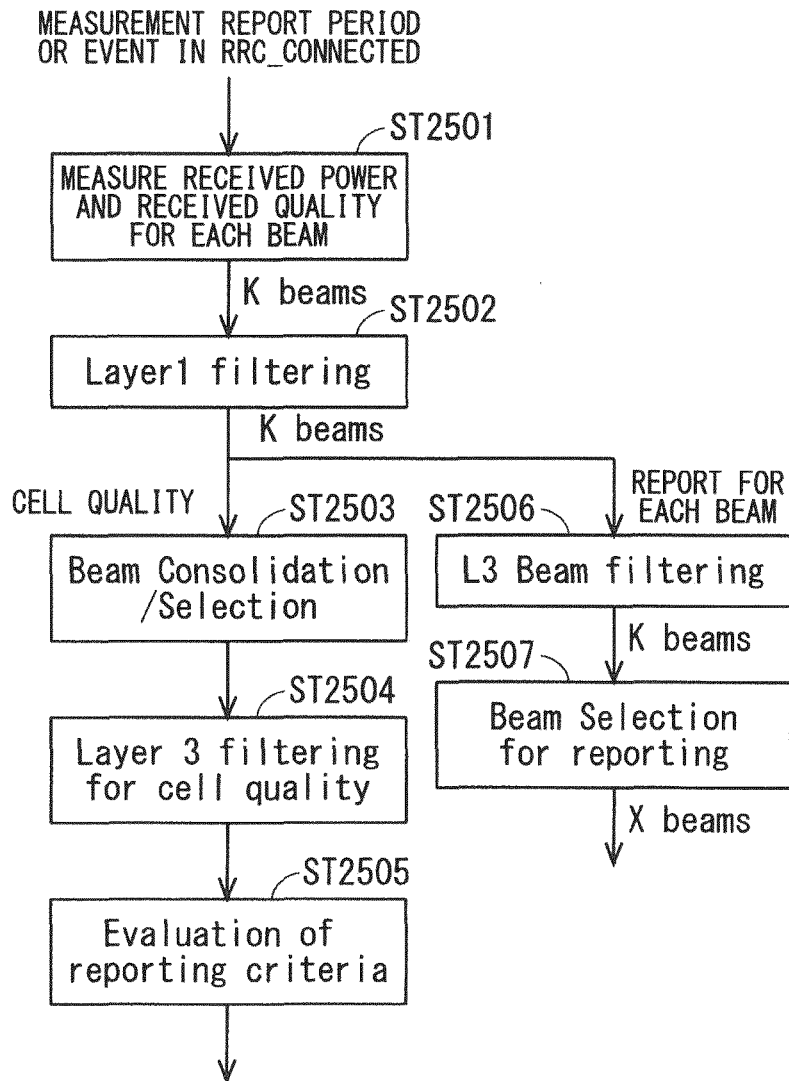 MEASUREMENT REPORT PERIOD
OR EVENT IN RRC_CONNECTED
ST2501
MEASURE RECEIVED POWER
AND RECEIVED QUALITY
FOR EACH BEAM
K beams
ST2502
Layer1 filtering
K beams
CELL QUALITY
ST2503
Beam Consolidation
/Selection
ST2504
Layer 3 filtering
for cell quality
ST2505
Evaluation of
reporting criteria
REPORT FOR
EACH BEAM
ST2506
L3 Beam filtering
K beams
ST2507
Beam Selection
for reporting
X beams